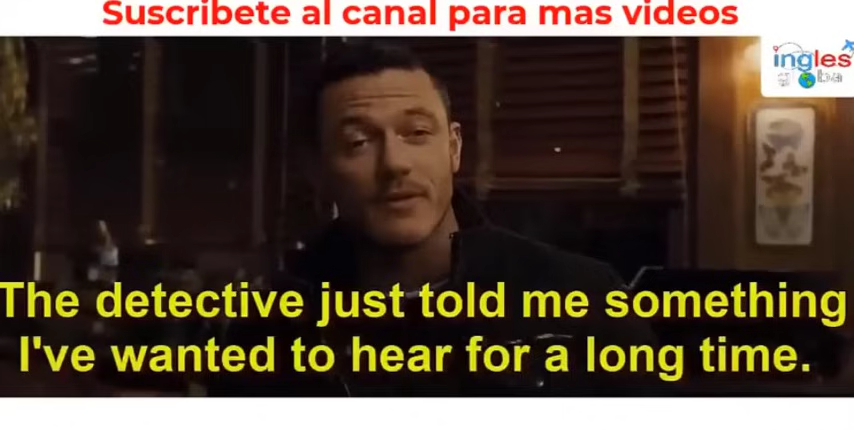 Suscribete al canal para mas videos
ingles
The detective just told me something
I've wanted to hear for a long time.